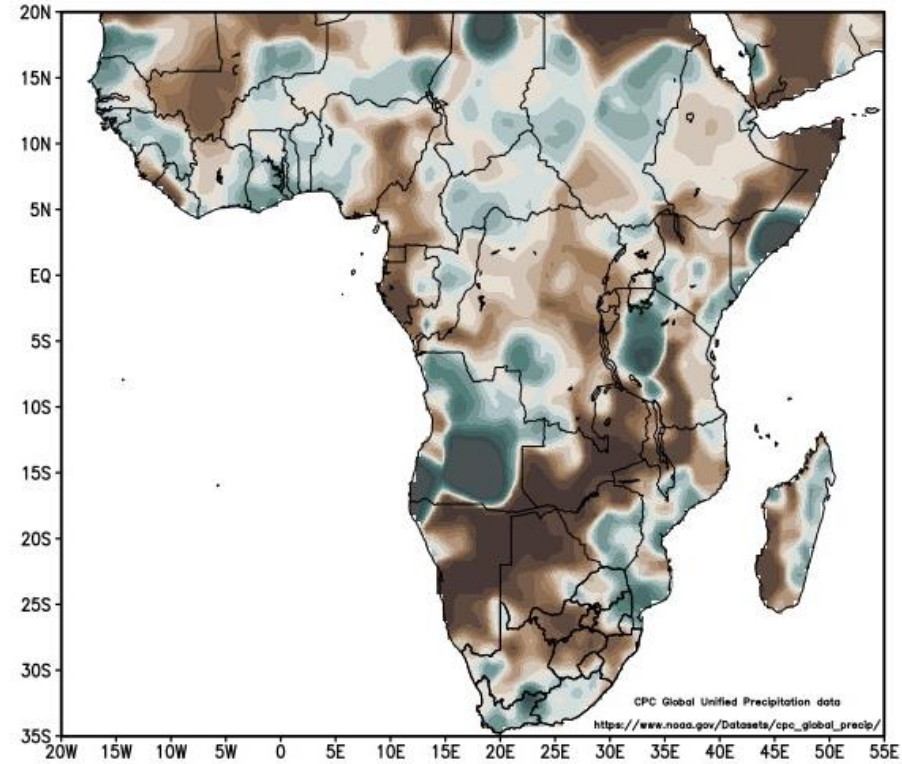 20N
15N
10N
5N
EQ
5S
10S
15S
20S
25S
30S
35S
CPC Global Unified Precipitation data
https://www.noaa.gov/Datasets/cpc_global_precip/
20W 15W 10W 5W 0 5E 10E 15E 20E 25E 30E 35E 40E 45E 50E 55E